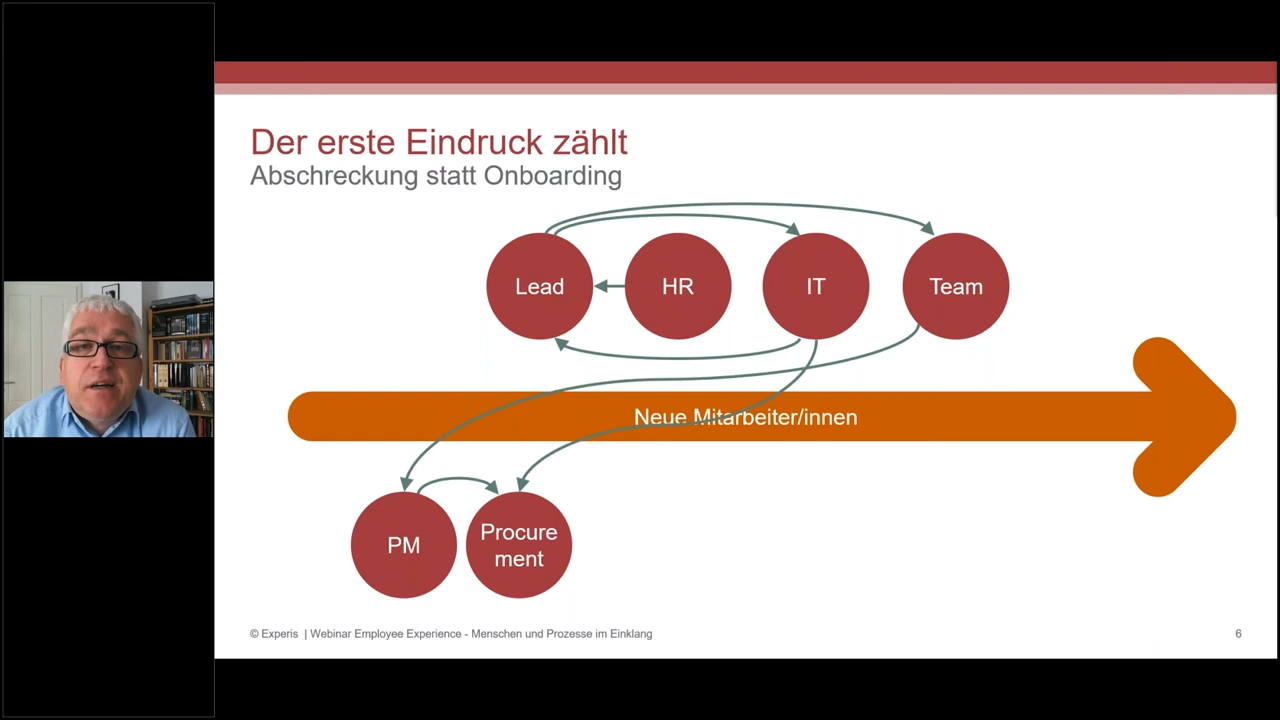 Der erste Eindruck zählt
Abschreckung statt Onboarding
Lead
HR
IT
Team
Neue Mitarbeiter/innen
PM
Procure
ment
© Experis | Webinar Employee Experience - Menschen und Prozesse im Einklang
6